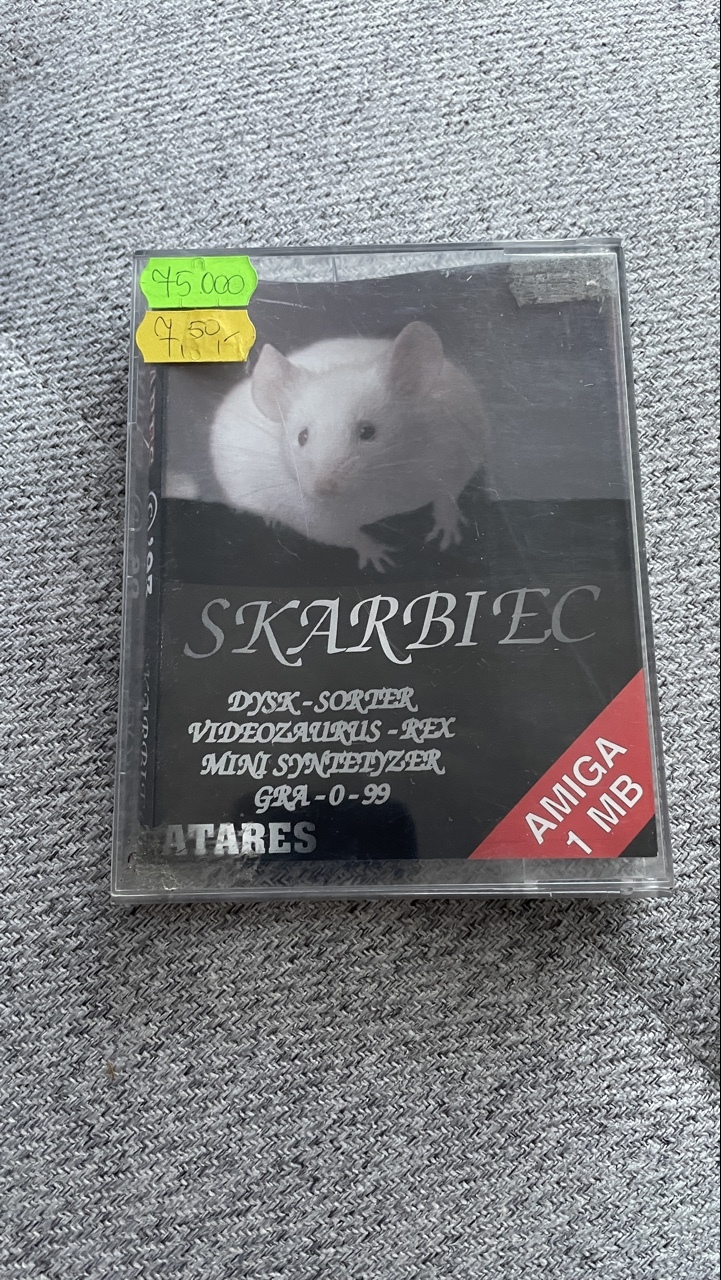 75 000
7,50,-
SKARBIEC
DYSK - SORTER
VIDEOZAURUS - REX
MINI SYNTETYZER
GRA - 0 - 99
ATARES
AMIGA
1 MB